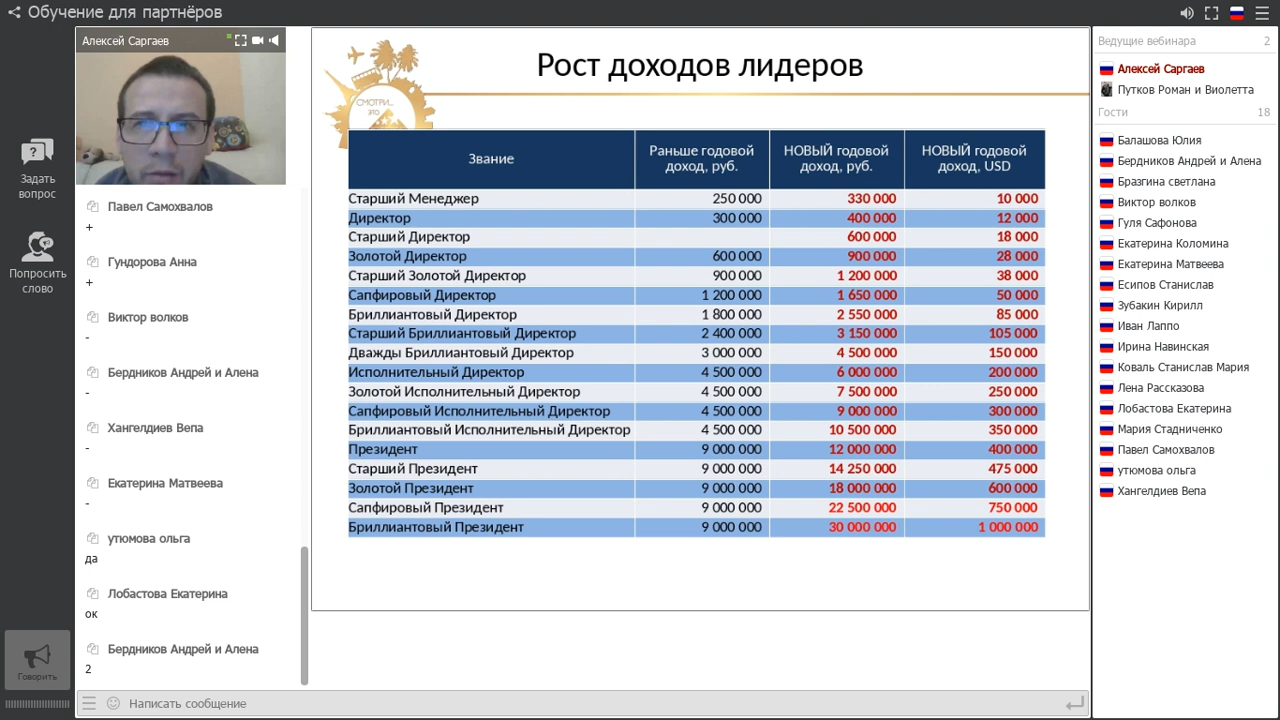 Обучение для партнёров
Задать
вопрос
Попросить
слово
Говорить
Алексей Саргаев
Павел Самохвалов
+
Гундорова Анна
+
Виктор волков
-
Бердников Андрей и Алена
-
Хангелдиев Вепа
-
Екатерина Матвеева
-
утюмова ольга
да
Лобастова Екатерина
ок
Бердников Андрей и Алена
2
Написать сообщение
Рост доходов лидеров
СМОТРИ...
ЭТО
Звание Раньше годовой доход, руб. НОВЫЙ годовой доход, руб. НОВЫЙ годовой доход, USD
Старший Менеджер 250 000 330 000 10 000
Директор 300 000 400 000 12 000
Старший Директор 600 000 18 000
Золотой Директор 600 000 900 000 28 000
Старший Золотой Директор 900 000 1 200 000 38 000
Сапфировый Директор 1 200 000 1 650 000 50 000
Бриллиантовый Директор 1 800 000 2 550 000 85 000
Старший Бриллиантовый Директор 2 400 000 3 150 000 105 000
Дважды Бриллиантовый Директор 3 000 000 4 500 000 150 000
Исполнительный Директор 4 500 000 6 000 000 200 000
Золотой Исполнительный Директор 4 500 000 7 500 000 250 000
Сапфировый Исполнительный Директор 4 500 000 9 000 000 300 000
Бриллиантовый Исполнительный Директор 4 500 000 10 500 000 350 000
Президент 9 000 000 12 000 000 400 000
Старший Президент 9 000 000 14 250 000 475 000
Золотой Президент 9 000 000 18 000 000 600 000
Сапфировый Президент 9 000 000 22 500 000 750 000
Бриллиантовый Президент 9 000 000 30 000 000 1 000 000
Ведущие вебинара 2
Алексей Саргаев
Путков Роман и Виолетта
Гости 18
Балашова Юлия
Бердников Андрей и Алена
Бразгина светлана
Виктор волков
Гуля Сафонова
Екатерина Коломина
Екатерина Матвеева
Есипов Станислав
Зубакин Кирилл
Иван Лаппо
Ирина Навинская
Коваль Станислав Мария
Лена Рассказова
Лобастова Екатерина
Мария Стадниченко
Павел Самохвалов
утюмова ольга
Хангелдиев Вепа